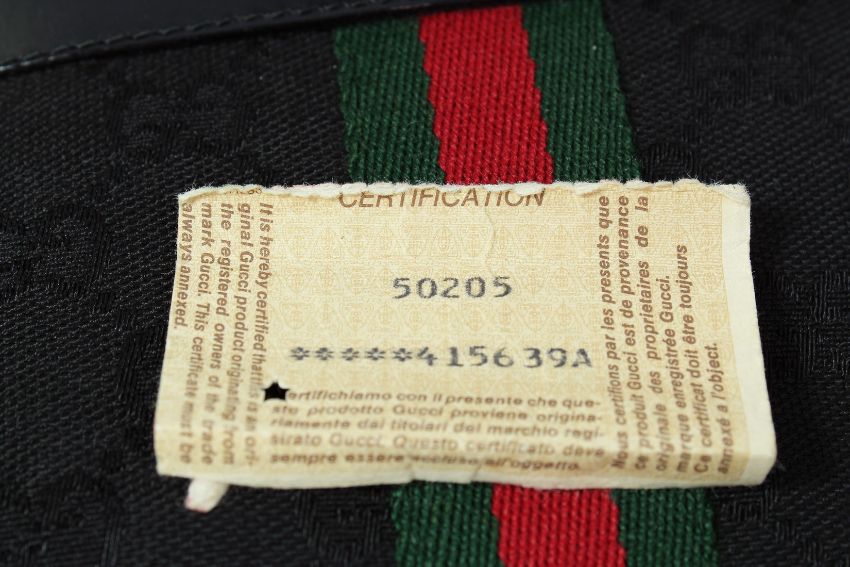 CERTIFICATION
It is hereby certified that this is an ori-
ginal Gucci product originating from
the registered owners of the trade
mark Gucci. This certificate must be
always annexed.
50205
*****415639A
ertifichiamo con il presente che que-
sto prodotto Gucci proviene origina-
riamente dai titolari del marchio regi-
strato Gucci. Questo certificato deve
sempre essere accluso all'oggetto.
Nous certifions par les presents que
ce produit Gucci est de provenance
originale des proprietaires de la
marque enregistrée Gucci.
Ce certificat doit être toujours
annexé a l'object.